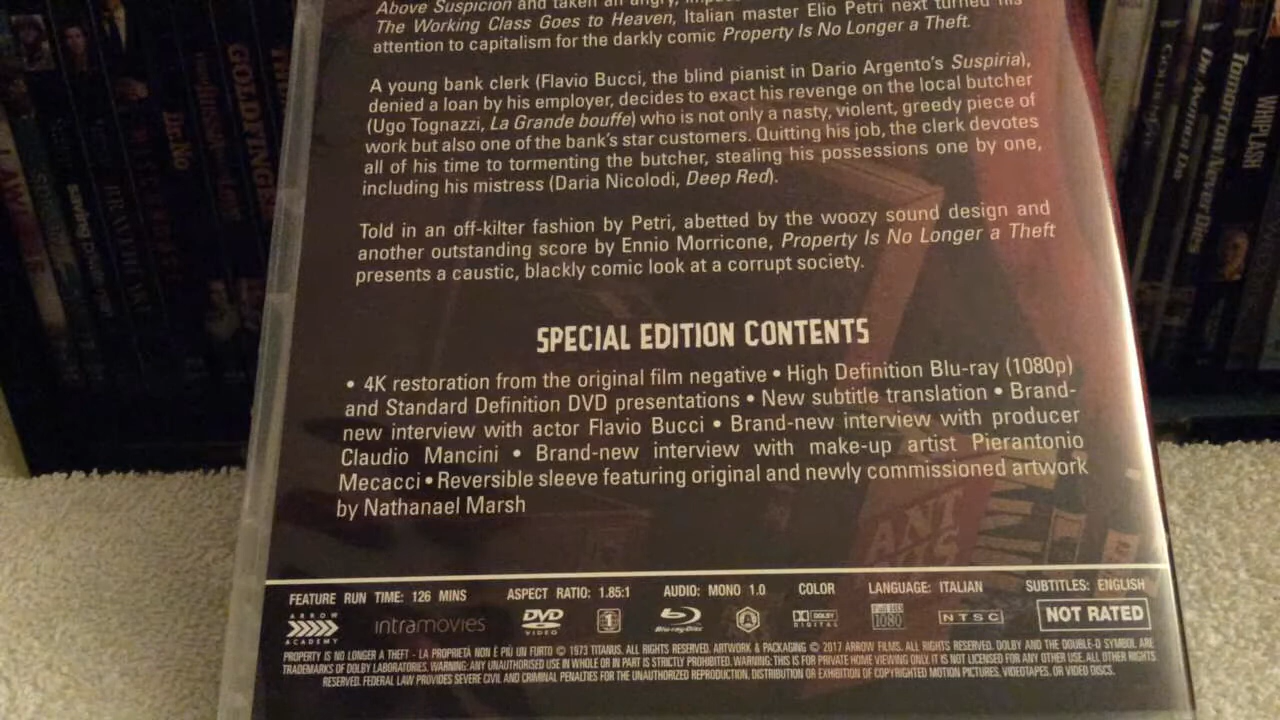 Above Suspicion and taken an angry,
The Working Class Goes to Heaven, Italian master Elio Petri next turned his
attention to capitalism for the darkly comic Property Is No Longer a Theft.
A young bank clerk (Flavio Bucci, the blind pianist in Dario Argento's Suspiria),
denied a loan by his employer, decides to exact his revenge on the local butcher
(Ugo Tognazzi, La Grande bouffe) who is not only a nasty, violent, greedy piece of
work but also one of the bank's star customers. Quitting his job, the clerk devotes
all of his time to tormenting the butcher, stealing his possessions one by one,
including his mistress (Daria Nicolodi, Deep Red).
Told in an off-kilter fashion by Petri, abetted by the woozy sound design and
another outstanding score by Ennio Morricone, Property Is No Longer a Theft
presents a caustic, blackly comic look at a corrupt society.
SPECIAL EDITION CONTENTS
• 4K restoration from the original film negative • High Definition Blu-ray (1080p)
and Standard Definition DVD presentations • New subtitle translation • Brand-
new interview with actor Flavio Bucci • Brand-new interview with producer
Claudio Mancini • Brand-new interview with make-up artist Pierantonio
Mecacci • Reversible sleeve featuring original and newly commissioned artwork
by Nathanael Marsh
FEATURE RUN TIME: 126 MINS ASPECT RATIO: 1.85:1 AUDIO: MONO 1.0 COLOR LANGUAGE: ITALIAN SUBTITLES: ENGLISH
ARROW ACADEMY intramovies DVD VIDEO 1 Blu-ray Disc A DOLBY DIGITAL Full HD 1080 NTSC NOT RATED
PROPERTY IS NO LONGER A THEFT - LA PROPRIETÀ NON È PIÙ UN FURTO © 1973 TITANUS. ALL RIGHTS RESERVED. ARTWORK & PACKAGING © 2017 ARROW FILMS. ALL RIGHTS RESERVED. DOLBY AND THE DOUBLE-D SYMBOL ARE
TRADEMARKS OF DOLBY LABORATORIES. WARNING: ANY UNAUTHORISED USE IN WHOLE OR IN PART IS STRICTLY PROHIBITED. WARNING: THIS IS FOR PRIVATE HOME VIEWING ONLY. IT IS NOT LICENSED FOR ANY OTHER USE. ALL OTHER RIGHTS
RESERVED. FEDERAL LAW PROVIDES SEVERE CIVIL AND CRIMINAL PENALTIES FOR THE UNAUTHORIZED REPRODUCTION, DISTRIBUTION OR EXHIBITION OF COPYRIGHTED MOTION PICTURES, VIDEOTAPES, OR VIDEO DISCS.
GOLDFINGER
Dr. No
Tomorrow Never Dies
WHIPLASH